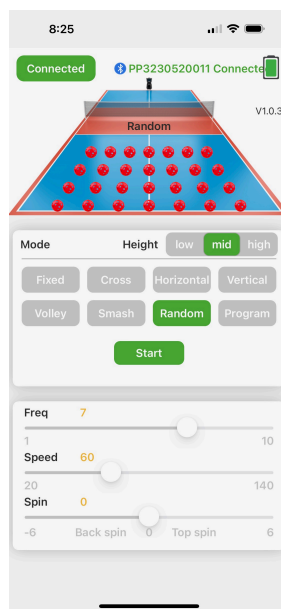 8:25
Connected PP3230520011 Connecte
V1.0.3
Random
Mode Height low mid high
Fixed Cross Horizontal Vertical
Volley Smash Random Program
Start
Freq 7
1 10
Speed 60
20 140
Spin 0
-6 Back spin 0 Top spin 6